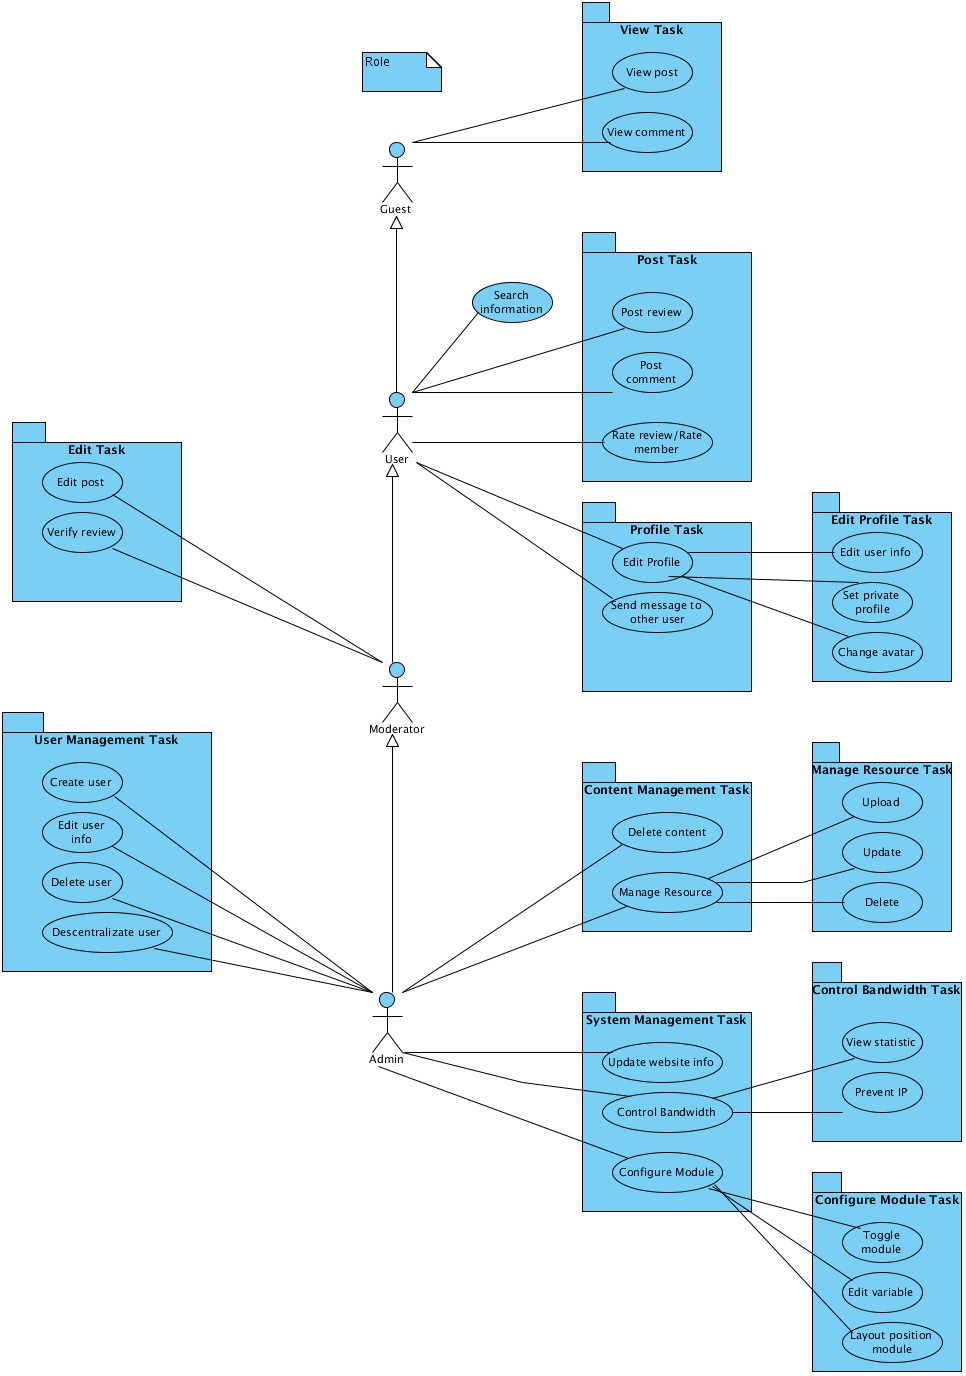 View Task
Role
View post
View comment
Guest
Post Task
Search
information
Post review
Post
comment
Rate review/Rate
member
User
Edit Task
Edit post
Verify review
Profile Task
Edit Profile
Send message to
other user
Edit Profile Task
Edit user info
Set private
profile
Change avatar
Moderator
User Management Task
Create user
Edit user
info
Delete user
Descentralizate user
Content Management Task
Delete content
Manage Resource
Manage Resource Task
Upload
Update
Delete
Admin
System Management Task
Update website info
Control Bandwidth
Configure Module
Control Bandwidth Task
View statistic
Prevent IP
Configure Module Task
Toggle
module
Edit variable
Layout position
module